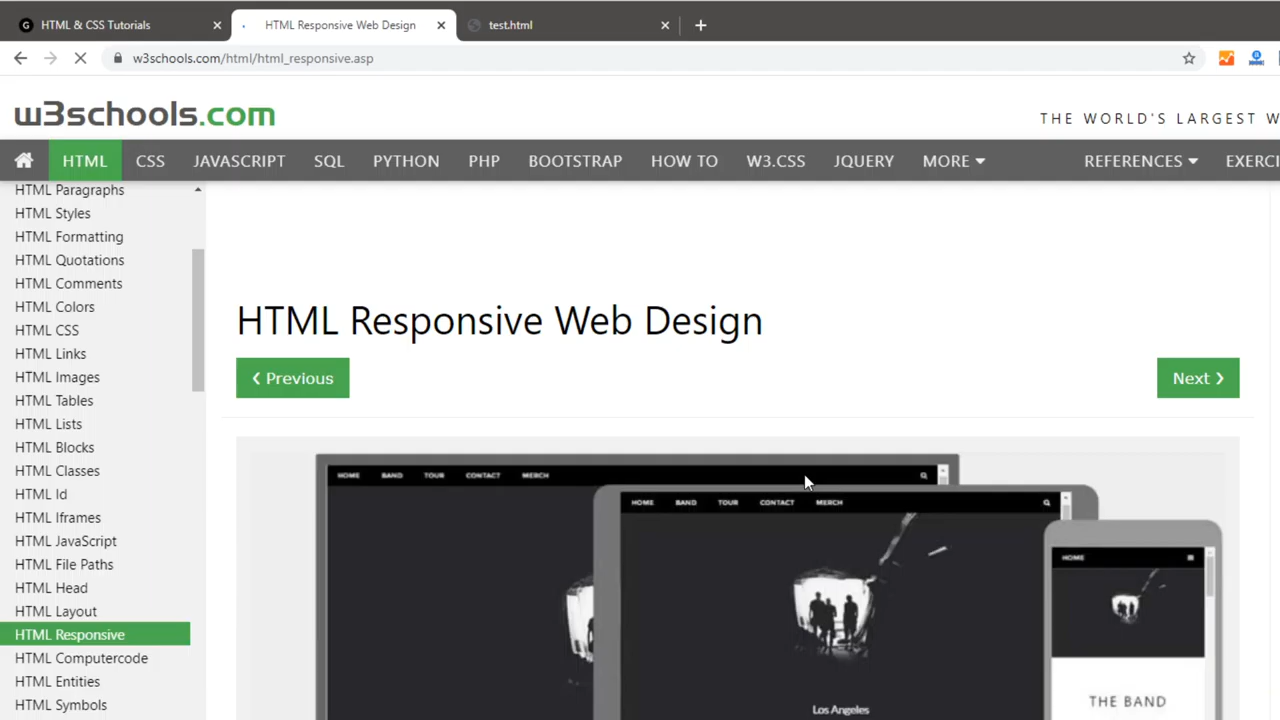 HTML & CSS Tutorials
HTML Responsive Web Design
test.html
w3schools.com/html/html_responsive.asp
w3schools.com
THE WORLD'S LARGEST W
HTML CSS JAVASCRIPT SQL PYTHON PHP BOOTSTRAP HOW TO W3.CSS JQUERY MORE REFERENCES EXERCI
HTML Paragraphs
HTML Styles
HTML Formatting
HTML Quotations
HTML Comments
HTML Colors
HTML CSS
HTML Links
HTML Images
HTML Tables
HTML Lists
HTML Blocks
HTML Classes
HTML Id
HTML Iframes
HTML JavaScript
HTML File Paths
HTML Head
HTML Layout
HTML Responsive
HTML Computercode
HTML Entities
HTML Symbols
HTML Responsive Web Design
❮ Previous
Next ❯
HOME BAND TOUR CONTACT MERCH
HOME BAND TOUR CONTACT MERCH
Los Angeles
HOME
THE BAND